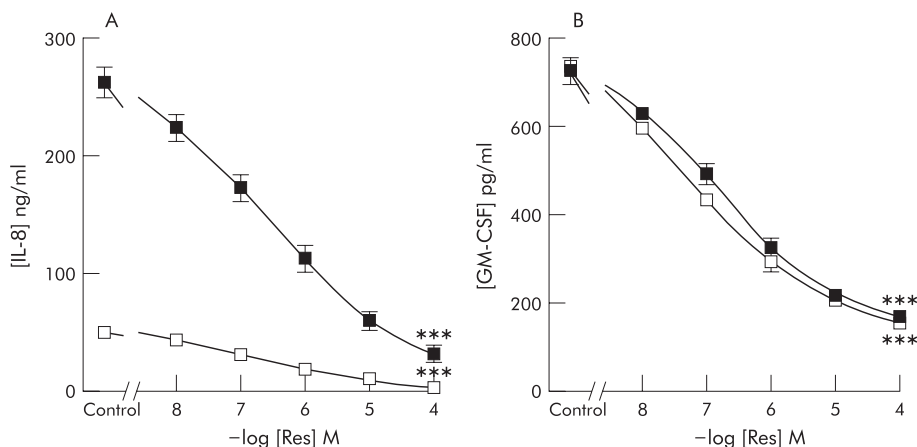 A
300
200
100
0
[IL-8] ng/ml
***
***
Control 8 7 6 5 4
–log [Res] M
B
800
600
400
200
0
[GM-CSF] pg/ml
***
***
Control 8 7 6 5 4
–log [Res] M